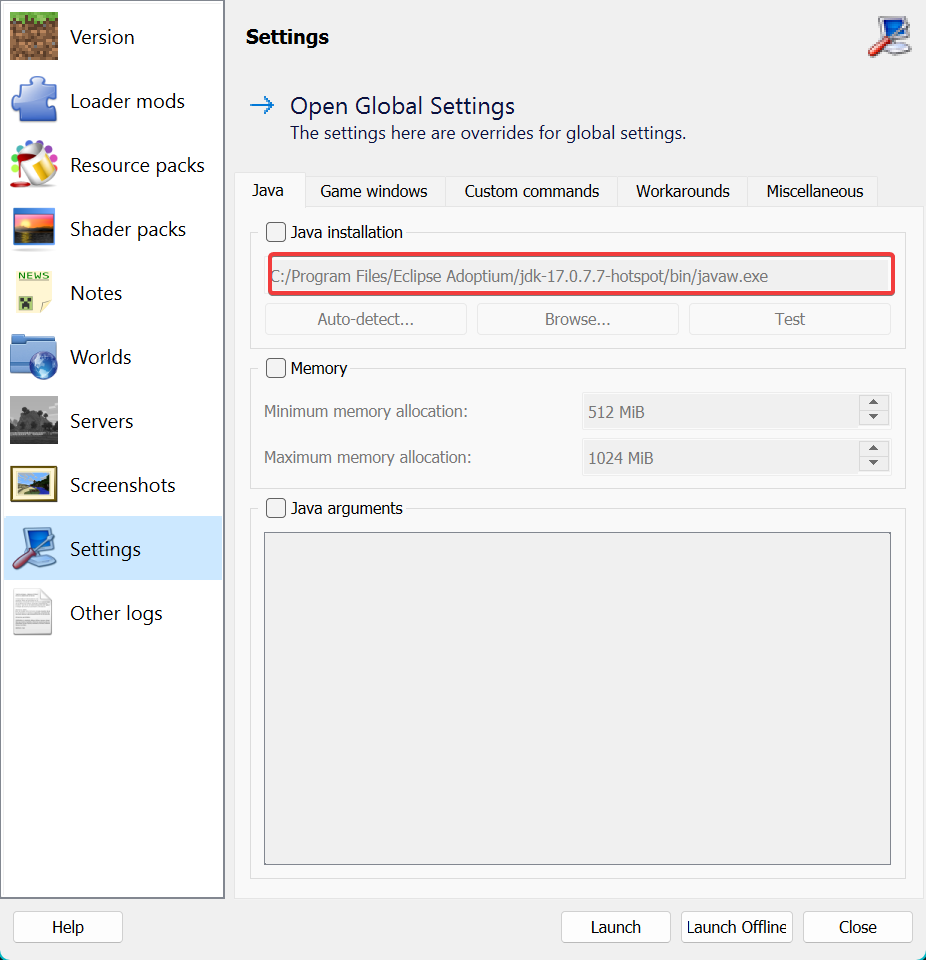 Version
Loader mods
Resource packs
Shader packs
NEWS
Notes
Worlds
Servers
Screenshots
Settings
Other logs
Settings
Open Global Settings
The settings here are overrides for global settings.
Java Game windows Custom commands Workarounds Miscellaneous
Java installation
C:/Program Files/Eclipse Adoptium/jdk-17.0.7.7-hotspot/bin/javaw.exe
Auto-detect... Browse... Test
Memory
Minimum memory allocation: 512 MiB
Maximum memory allocation: 1024 MiB
Java arguments
Help Launch Launch Offline Close